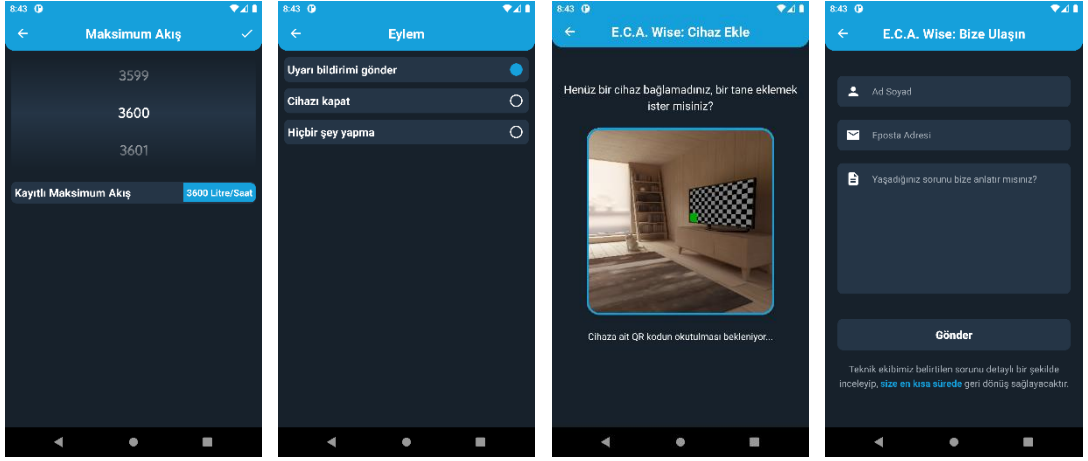 8:43
Maksimum Akış
3599
3600
3601
Kayıtlı Maksimum Akış
3600 Litre/Saat
8:43
Eylem
Uyarı bildirimi gönder
Cihazı kapat
Hiçbir şey yapma
8:43
E.C.A. Wise: Cihaz Ekle
Henüz bir cihaz bağlamadınız, bir tane eklemek
ister misiniz?
Cihaza ait QR kodun okutulması bekleniyor...
8:43
E.C.A. Wise: Bize Ulaşın
Ad Soyad
Eposta Adresi
Yaşadığınız sorunu bize anlatır mısınız?
Gönder
Teknik ekibimiz belirtilen sorunu detaylı bir şekilde
inceleyip, size en kısa sürede geri dönüş sağlayacaktır.